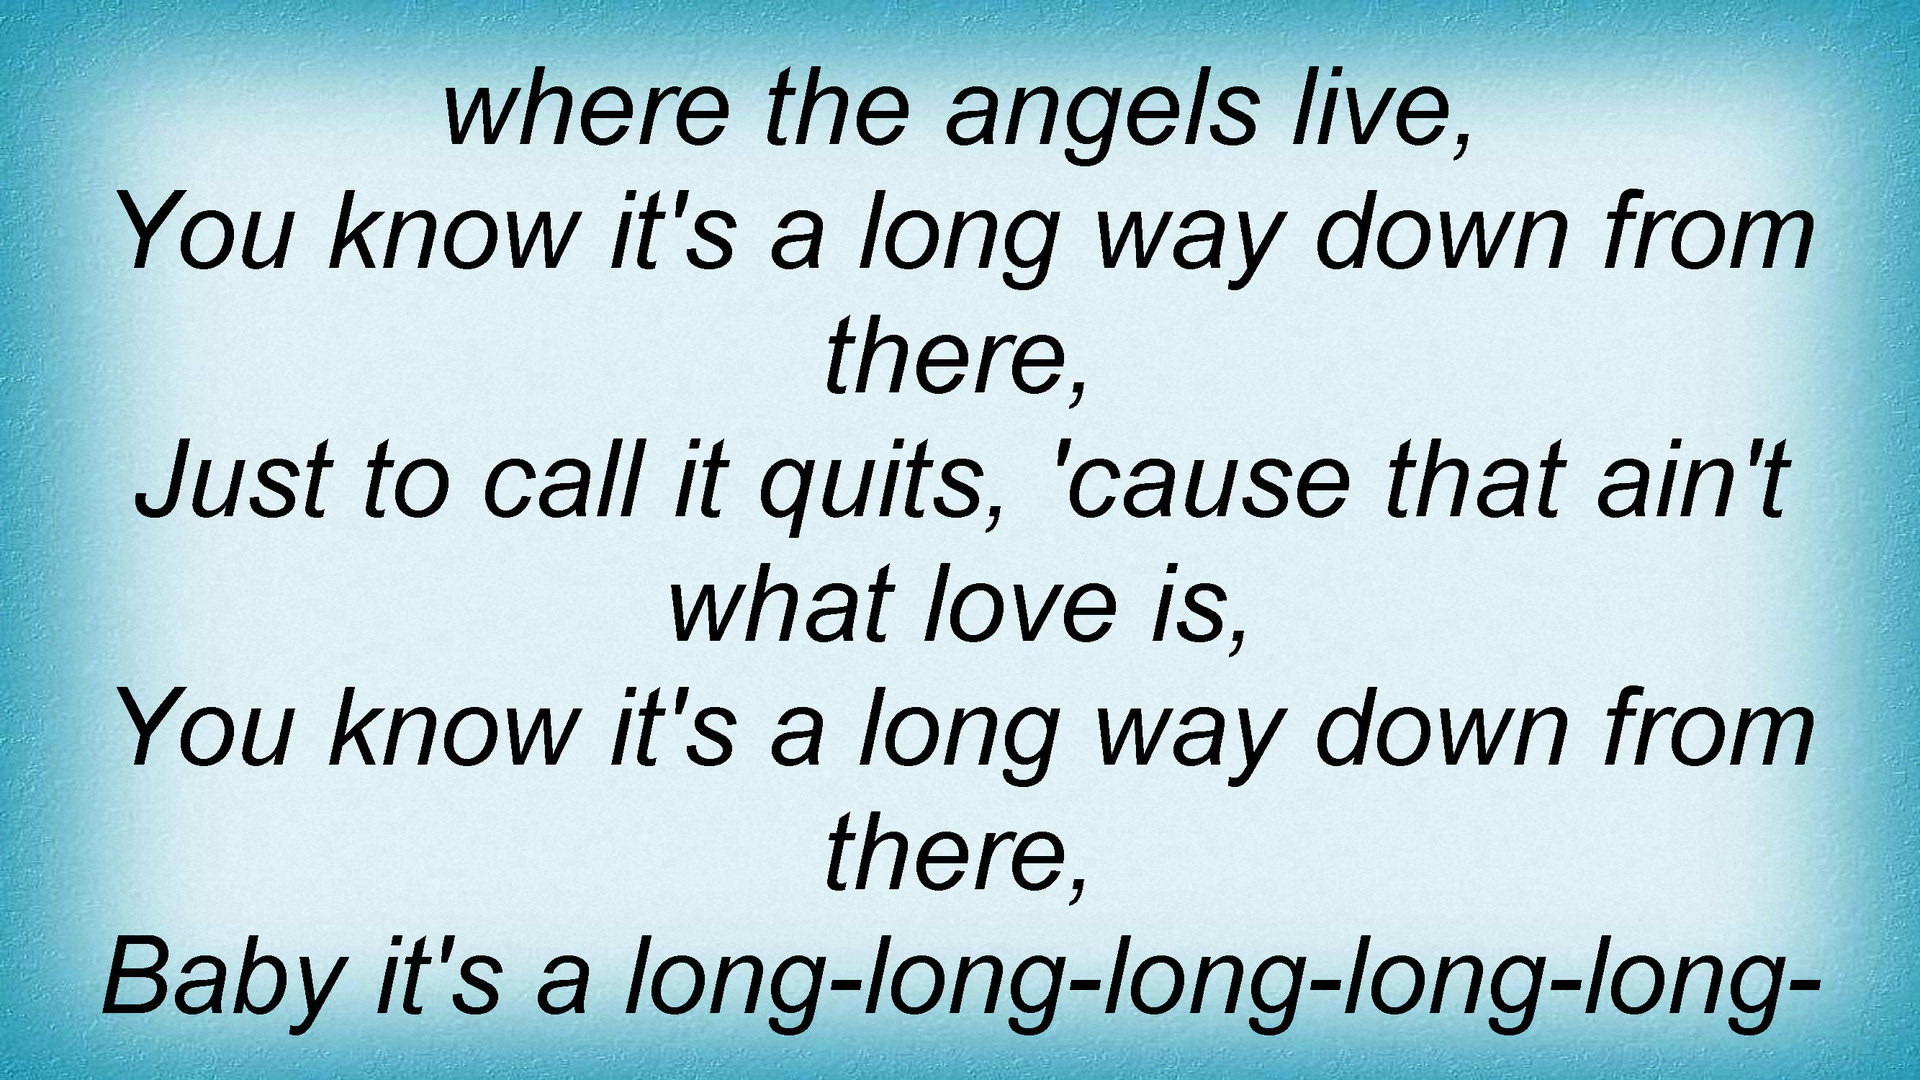 where the angels live,
You know it's a long way down from
there,
Just to call it quits, 'cause that ain't
what love is,
You know it's a long way down from
there,
Baby it's a long-long-long-long-long-